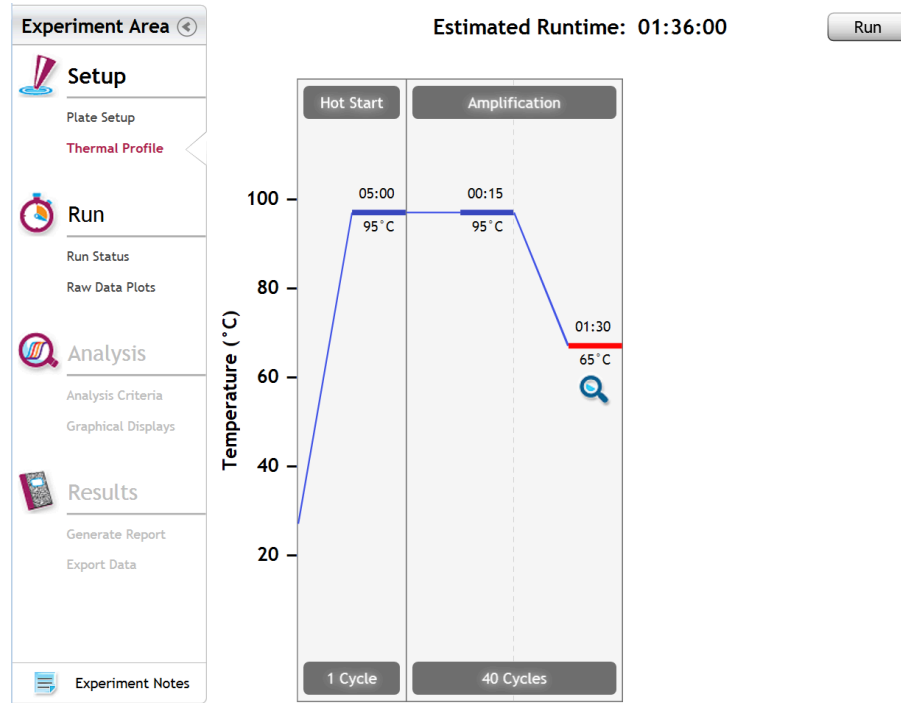 Experiment Area
Estimated Runtime: 01:36:00
Run
Setup
Plate Setup
Thermal Profile
Run
Run Status
Raw Data Plots
Analysis
Analysis Criteria
Graphical Displays
Results
Generate Report
Export Data
Experiment Notes
Hot Start
Amplification
Temperature (°C)
100
80
60
40
20
05:00
95°C
00:15
95°C
01:30
65°C
1 Cycle
40 Cycles